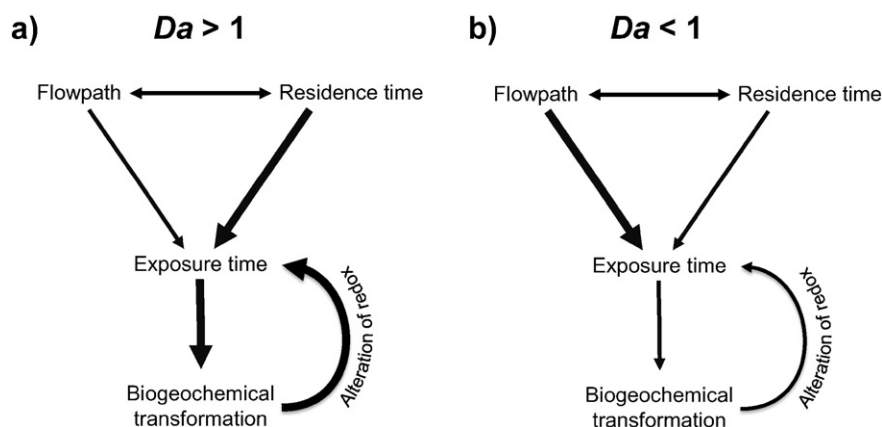 a) Da > 1
Flowpath Residence time
Exposure time
Alteration of redox
Biogeochemical
transformation
b) Da < 1
Flowpath Residence time
Exposure time
Alteration of redox
Biogeochemical
transformation